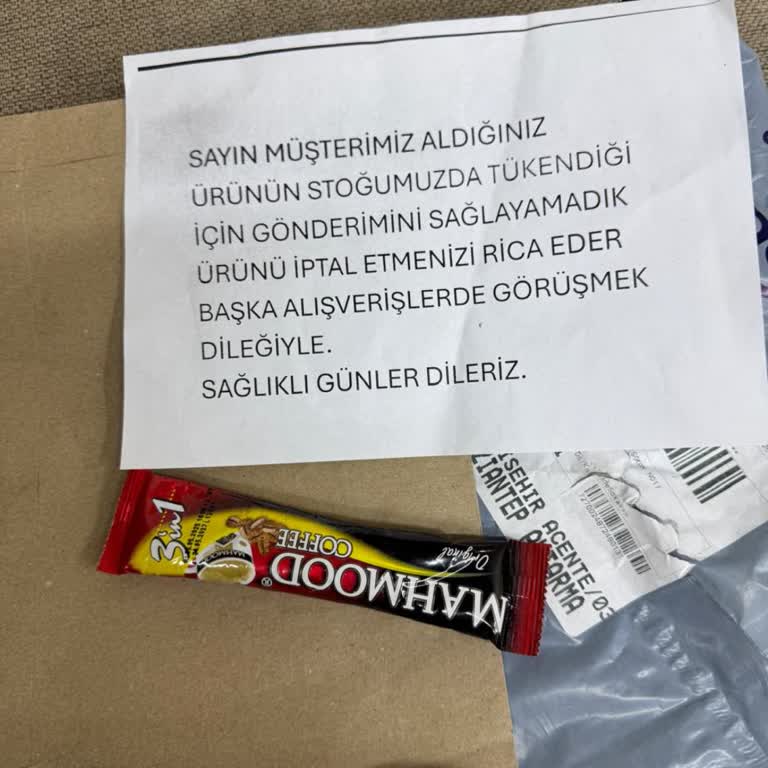 SAYIN MÜŞTERİMİZ ALDIĞINIZ
ÜRÜNÜN STOĞUMUZDA TÜKENDİĞİ
İÇİN GÖNDERİMİNİ SAĞLAYAMADIK
ÜRÜNÜ İPTAL ETMENİZİ RİCA EDER
BAŞKA ALIŞVERİŞLERDE GÖRÜŞMEK
DİLEĞİYLE.
SAĞLIKLI GÜNLER DİLERİZ.
3in1
MAHMOOD®
COFFEE
Original
ACENTE/03